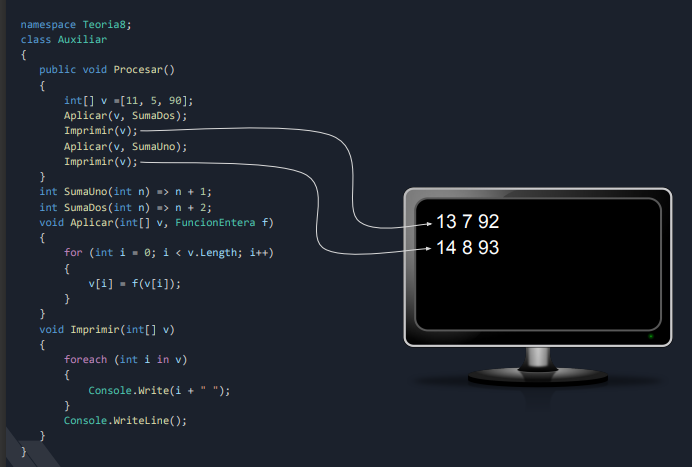 namespace Teoria8;
class Auxiliar
{
public void Procesar()
{
int[] v =[11, 5, 90];
Aplicar(v, SumaDos);
Imprimir(v);
Aplicar(v, SumaUno);
Imprimir(v);
}
int SumaUno(int n) => n + 1;
int SumaDos(int n) => n + 2;
void Aplicar(int[] v, FuncionEntera f)
{
for (int i = 0; i < v.Length; i++)
{
v[i] = f(v[i]);
}
}
void Imprimir(int[] v)
{
foreach (int i in v)
{
Console.Write(i + " ");
}
Console.WriteLine();
}
}
13 7 92
14 8 93